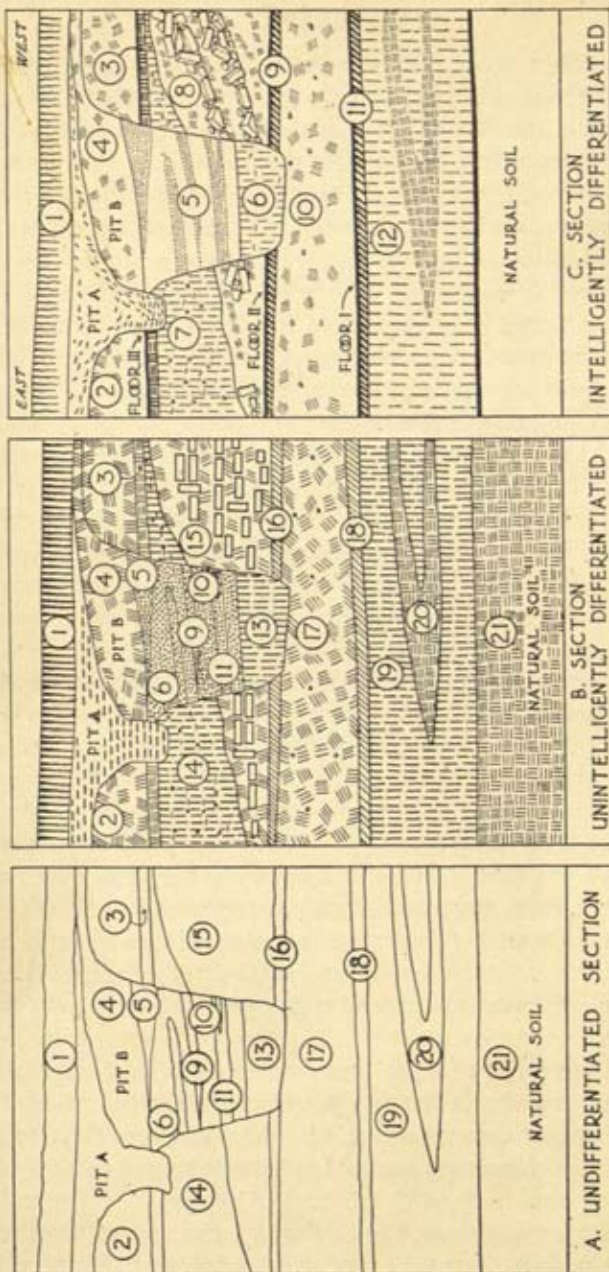 1
PIT A
2
PIT B
4
3
5
6
14
9
10
15
11
13
16
17
18
19
20
21
NATURAL SOIL
A. UNDIFFERENTIATED SECTION
1
PIT A
2
PIT B
4
3
5
6
14
9
10
15
11
13
16
17
18
19
20
21
"NATURAL SOIL"
B. SECTION
UNINTELLIGENTLY DIFFERENTIATED
EAST
WEST
1
PIT A
2
PIT B
4
3
FLOOR III
7
5
8
6
FLOOR II
9
10
FLOOR I
11
12
NATURAL SOIL
C. SECTION
INTELLIGENTLY DIFFERENTIATED